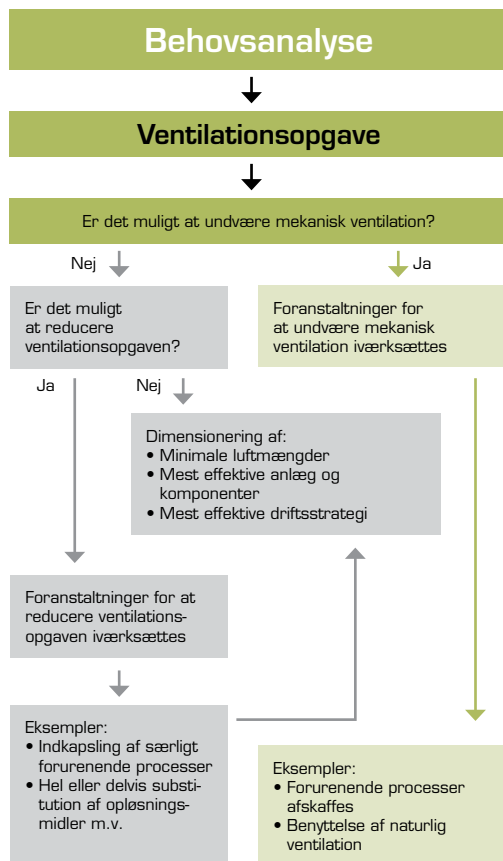 Behovsanalyse
Ventilationsopgave
Er det muligt at undvære mekanisk ventilation?
Nej
Ja
Er det muligt
at reducere
ventilationsopgaven?
Foranstaltninger for
at undvære mekanisk
ventilation iværksættes
Ja
Nej
Dimensionering af:
• Minimale luftmængder
• Mest effektive anlæg og
komponenter
• Mest effektive driftsstrategi
Foranstaltninger for at
reducere ventilations-
opgaven iværksættes
Eksempler:
• Indkapsling af særligt
forurenende processer
• Hel eller delvis substi-
tution af opløsnings-
midler m.v.
Eksempler:
• Forurenende processer
afskaffes
• Benyttelse af naturlig
ventilation